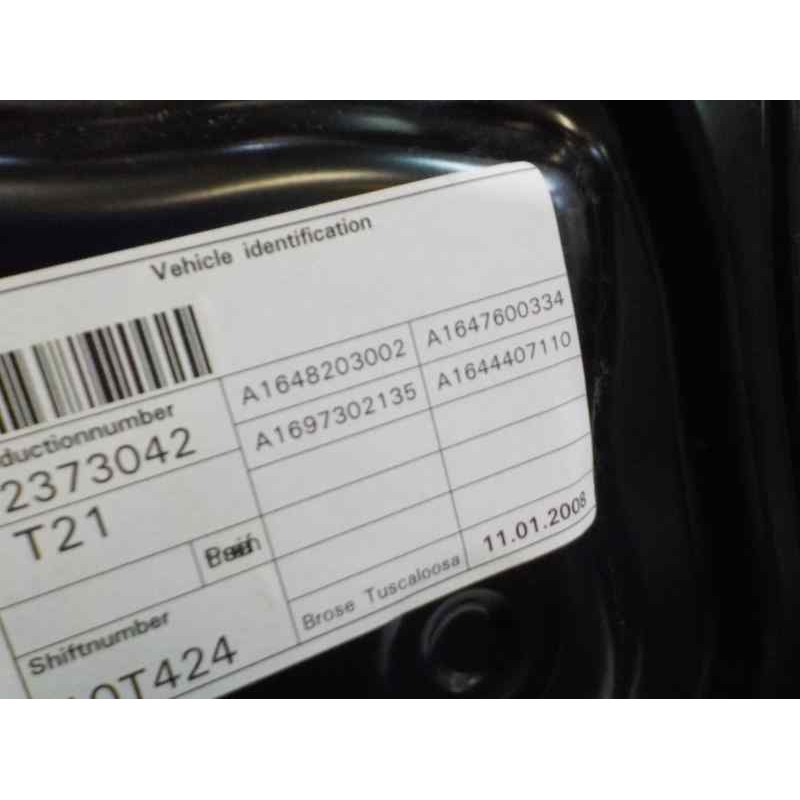 Vehicle identification
A1648203002 A1647600334
A1697302135 A1644407110
ductionnumber
2373042
T21
Shiftnumber
0T424
Brose Tuscaloosa 11.01.2008